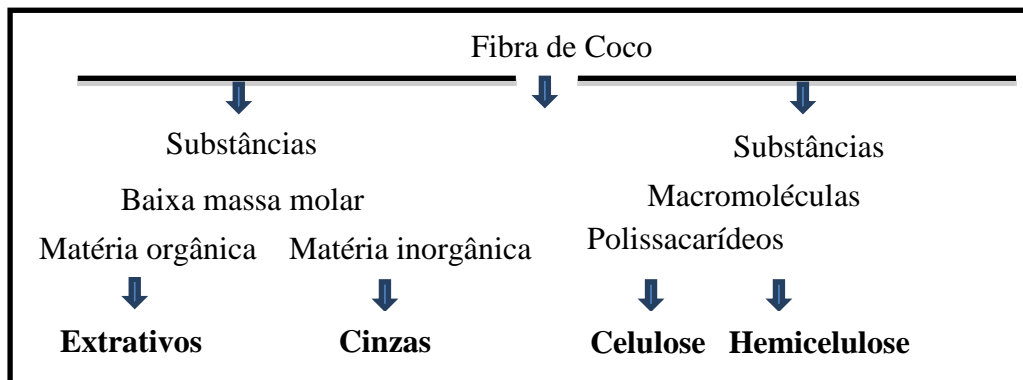 Fibra de Coco
Substâncias
Substâncias
Baixa massa molar
Macromoléculas
Matéria orgânica Matéria inorgânica
Polissacarídeos
Extrativos Cinzas Celulose Hemicelulose